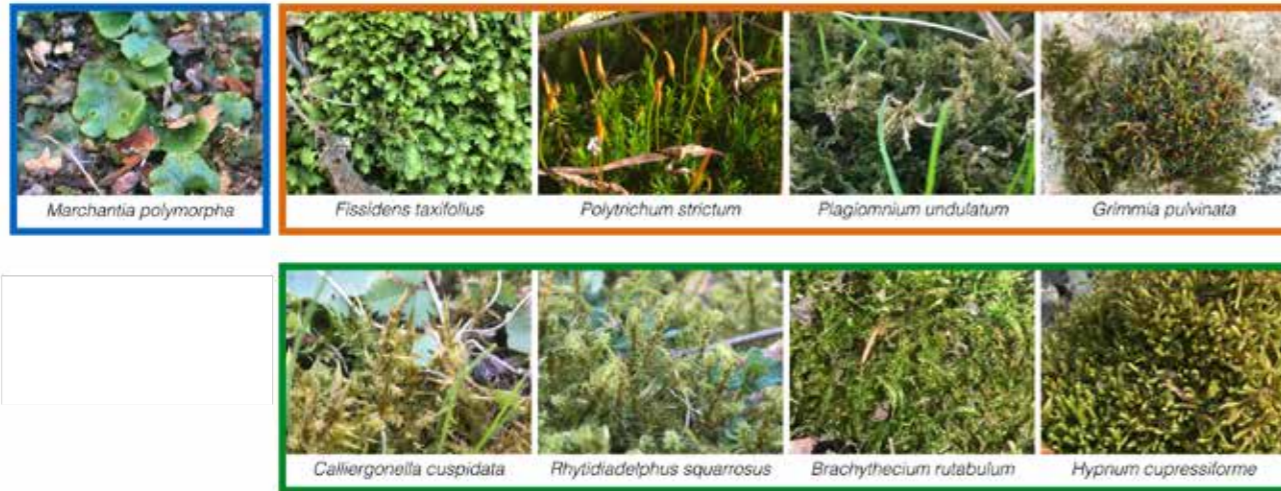 Marchantia polymorpha
Fissidens taxifolius
Polytrichum strictum
Plagiomnium undulatum
Grimmia pulvinata
Calliergonella cuspidata
Rhytidiadelphus squarrosus
Brachythecium rutabulum
Hypnum cupressiforme